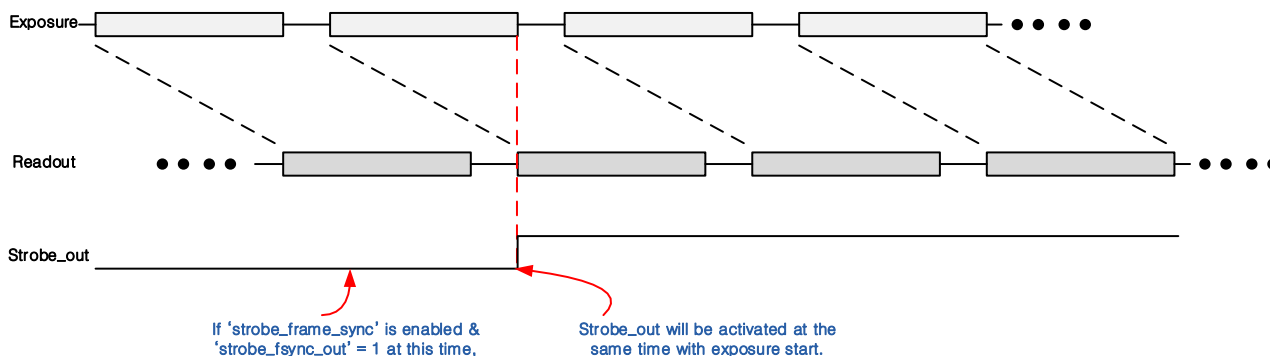 Exposure
Readout
Strobe_out
If ‘strobe_frame_sync’ is enabled &
‘strobe_fsync_out’ = 1 at this time,
Strobe_out will be activated at the
same time with exposure start.